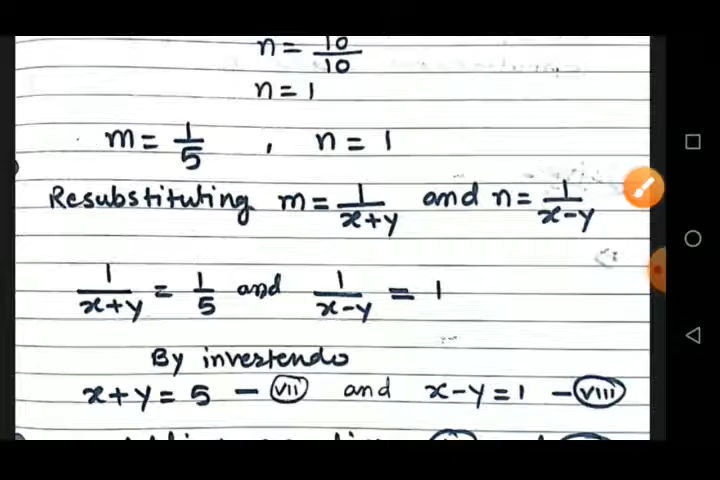 n = 10/10
n = 1
m = 1/5 , n = 1
Resubstituting m = 1/x+y and n = 1/x-y
1/x+y = 1/5 and 1/x-y = 1
By invertendo
x+y = 5 - (vii) and x-y = 1 - (viii)